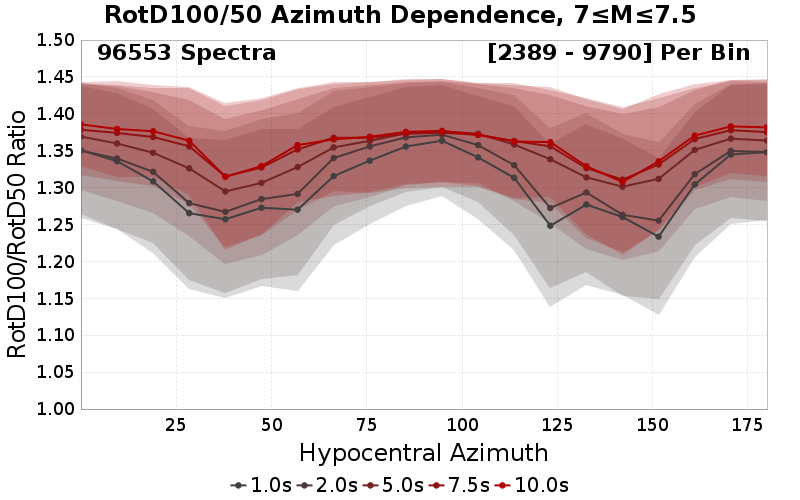 RotD100/50 Azimuth Dependence, 7≤M≤7.5
96553 Spectra
[2389 - 9790] Per Bin
RotD100/RotD50 Ratio
1.50
1.45
1.40
1.35
1.30
1.25
1.20
1.15
1.10
1.05
1.00
25 50 75 100 125 150 175
Hypocentral Azimuth
1.0s 2.0s 5.0s 7.5s 10.0s